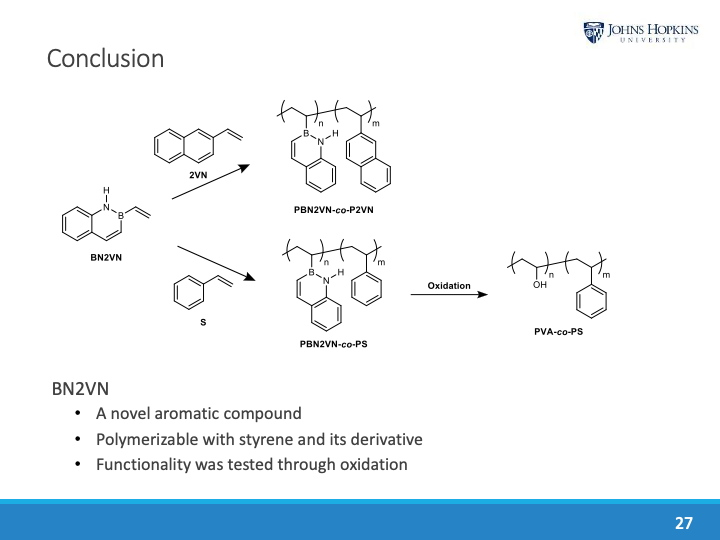 JOHNS HOPKINS
UNIVERSITY
Conclusion
2VN
B
N
H
n
m
PBN2VN-co-P2VN
H
N
B
BN2VN
S
B
N
H
n
m
PBN2VN-co-PS
Oxidation
OH
n
m
PVA-co-PS
BN2VN
• A novel aromatic compound
• Polymerizable with styrene and its derivative
• Functionality was tested through oxidation
27